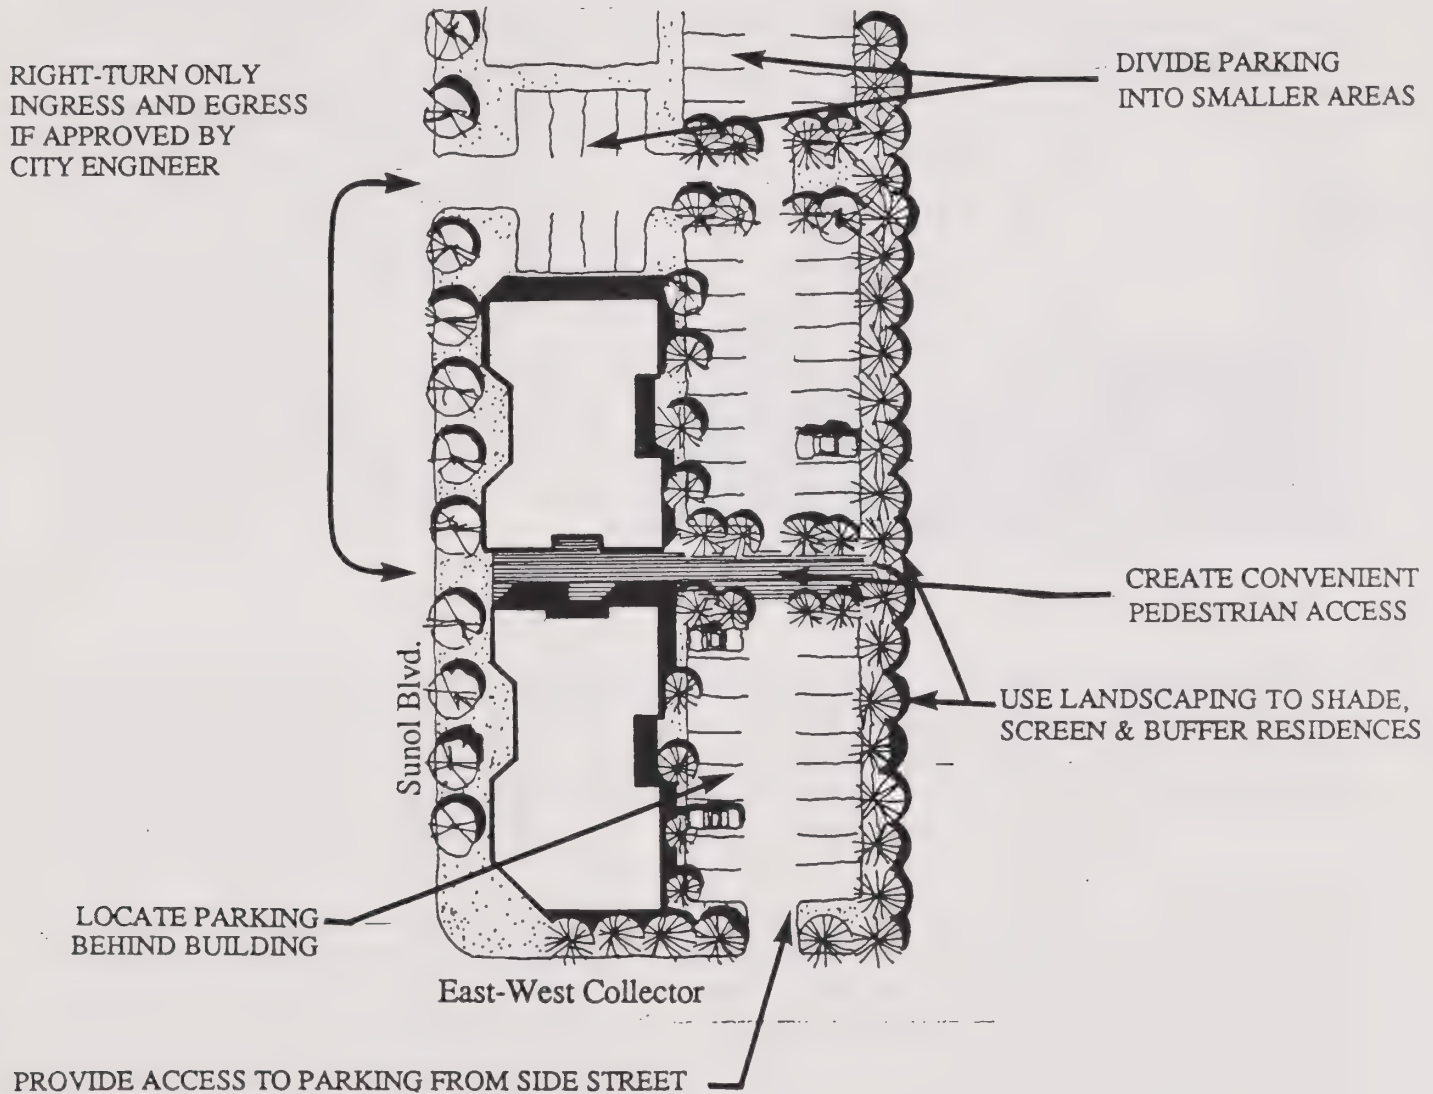 RIGHT-TURN ONLY
INGRESS AND EGRESS
IF APPROVED BY
CITY ENGINEER
DIVIDE PARKING
INTO SMALLER AREAS
CREATE CONVENIENT
PEDESTRIAN ACCESS
USE LANDSCAPING TO SHADE,
SCREEN & BUFFER RESIDENCES
Sunol Blvd.
LOCATE PARKING
BEHIND BUILDING
East-West Collector
PROVIDE ACCESS TO PARKING FROM SIDE STREET